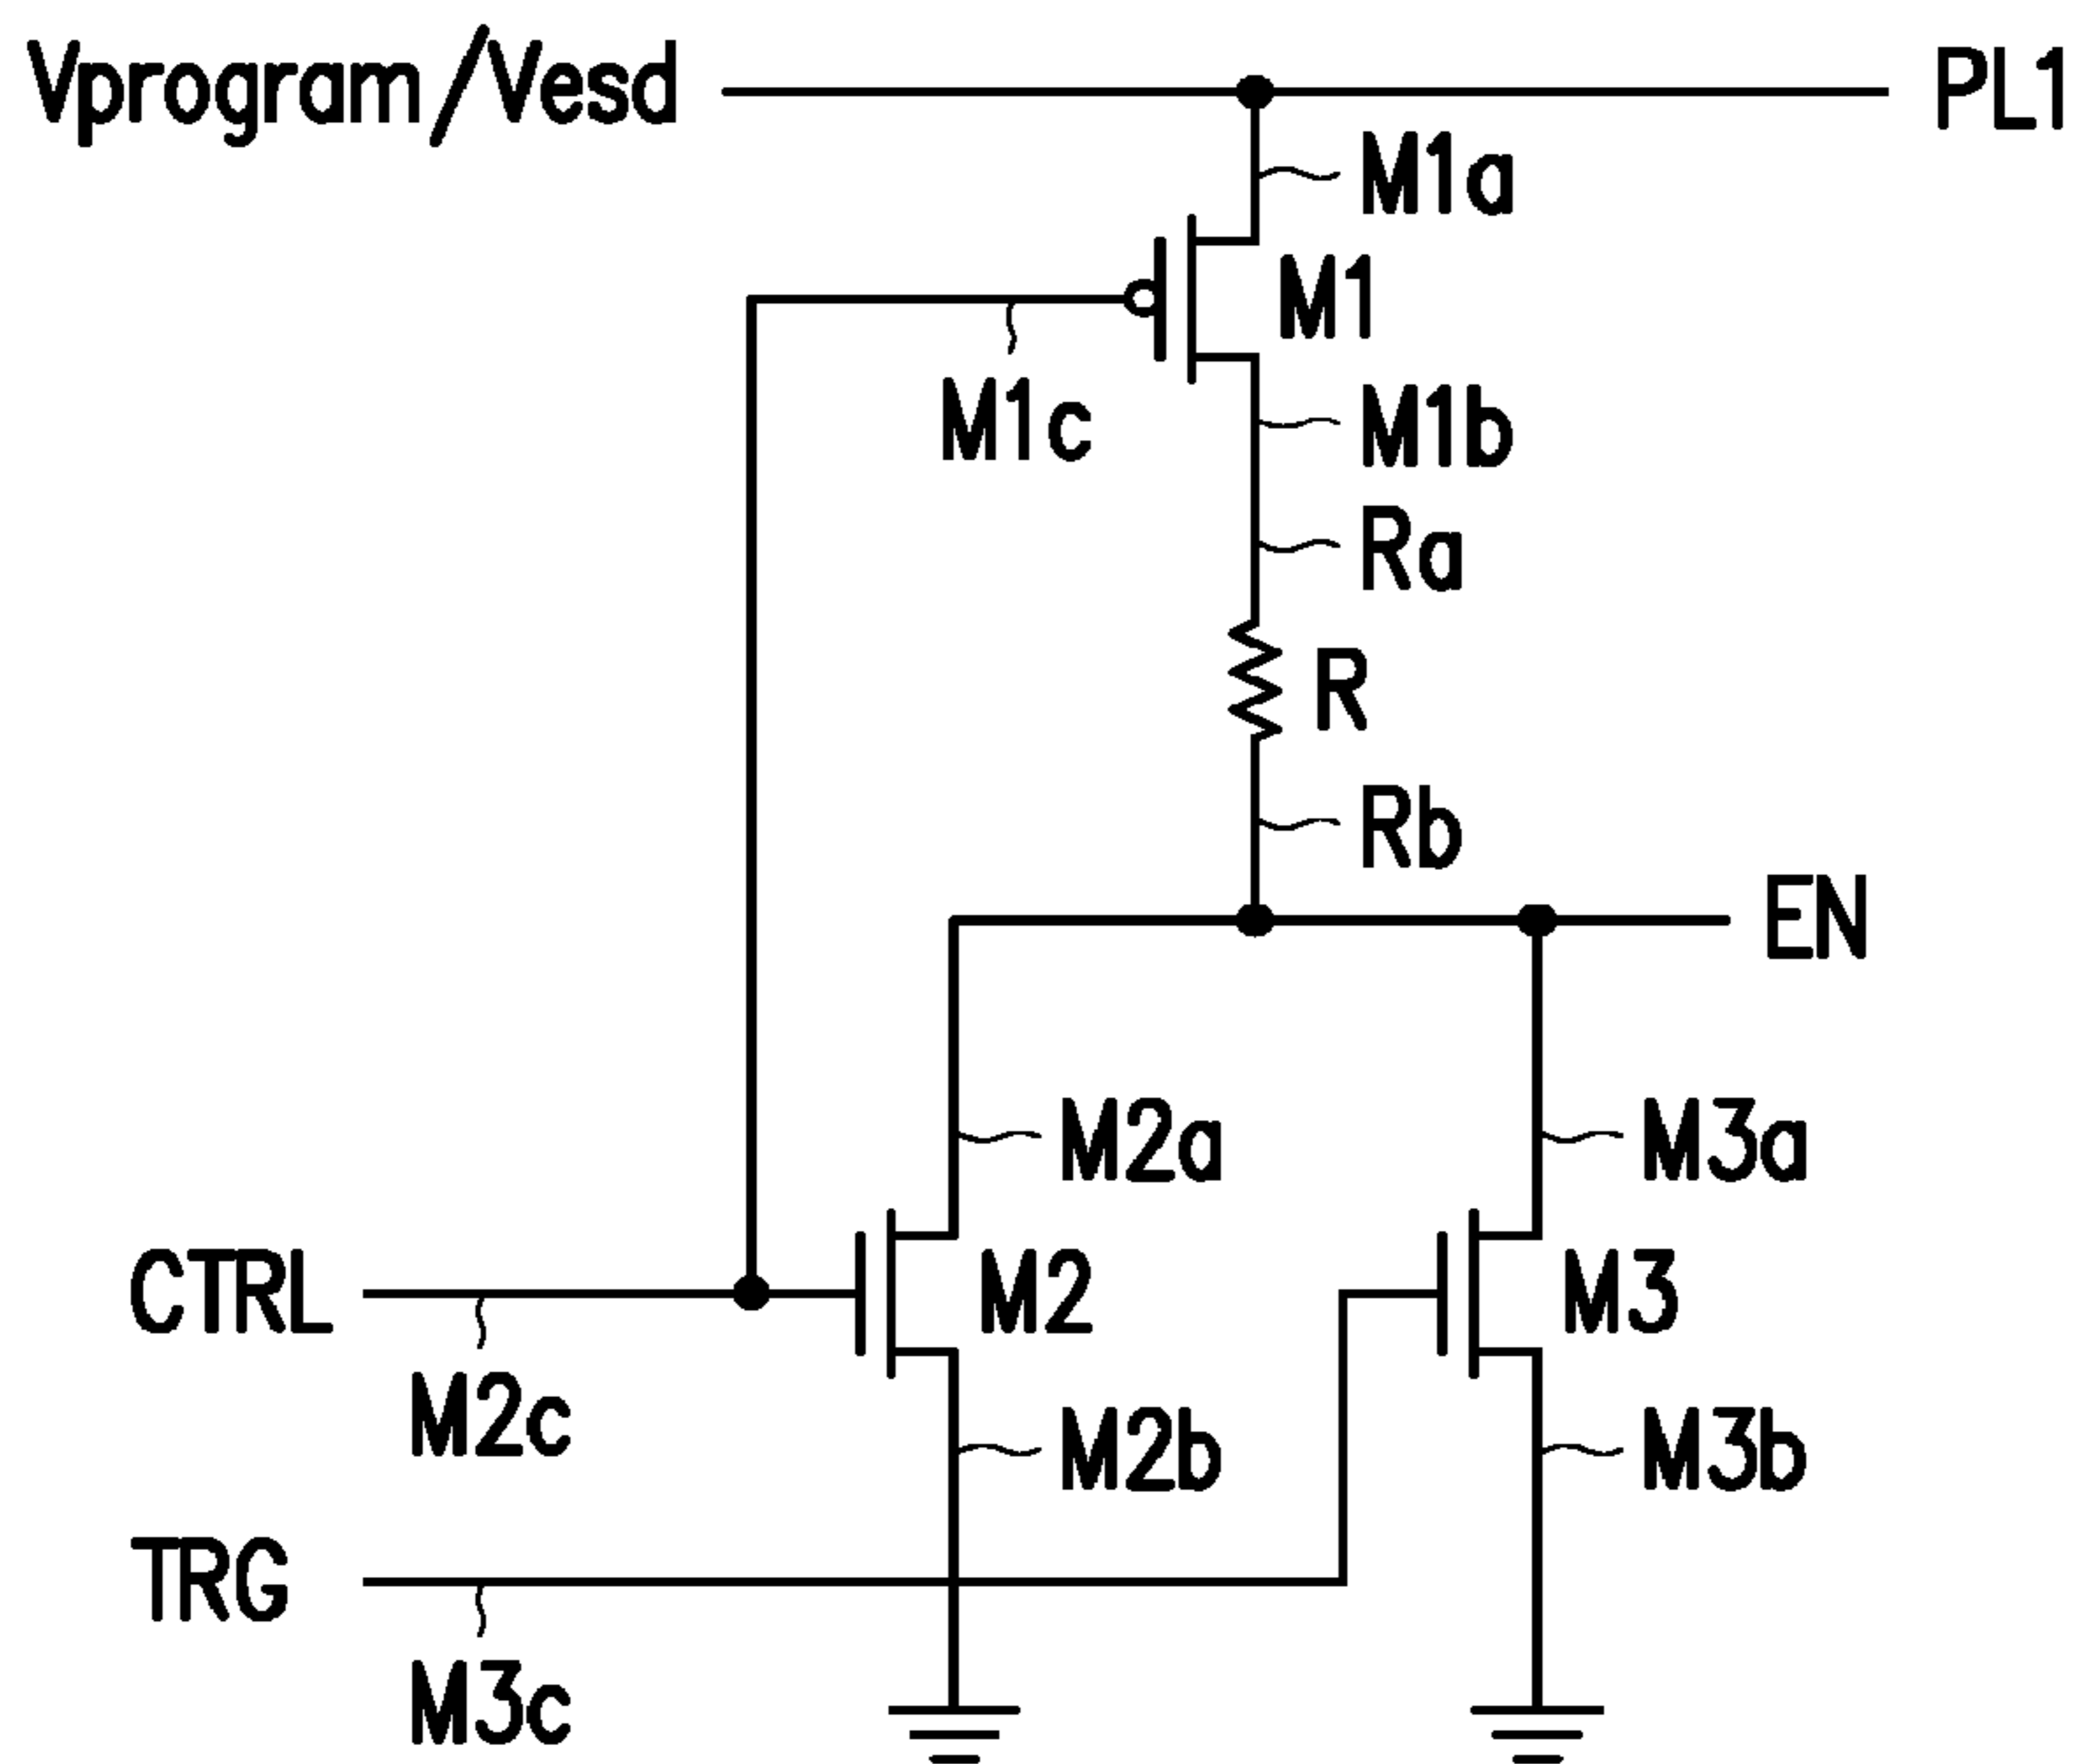 Vprogram/Vesd
PL1
M1a
M1
M1c
M1b
Ra
R
Rb
EN
M2a
M3a
CTRL
M2
M3
M2c
M2b
M3b
TRG
M3c